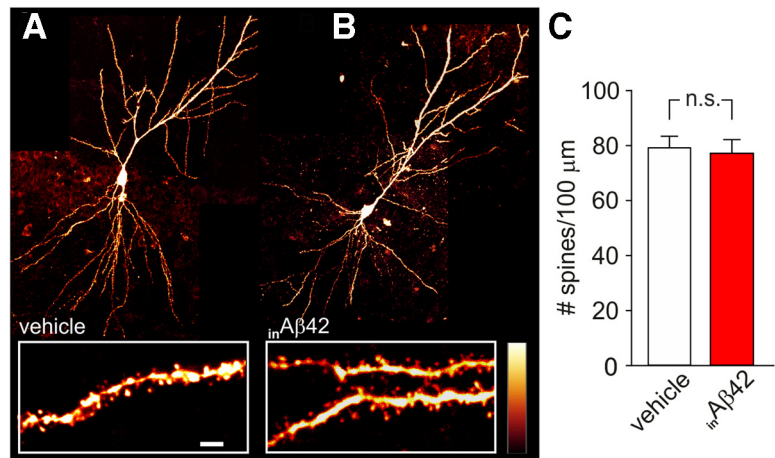 A
B
C
vehicle
inAβ42
# spines/100 μm
100
80
60
40
20
0
n.s.
vehicle
inAβ42